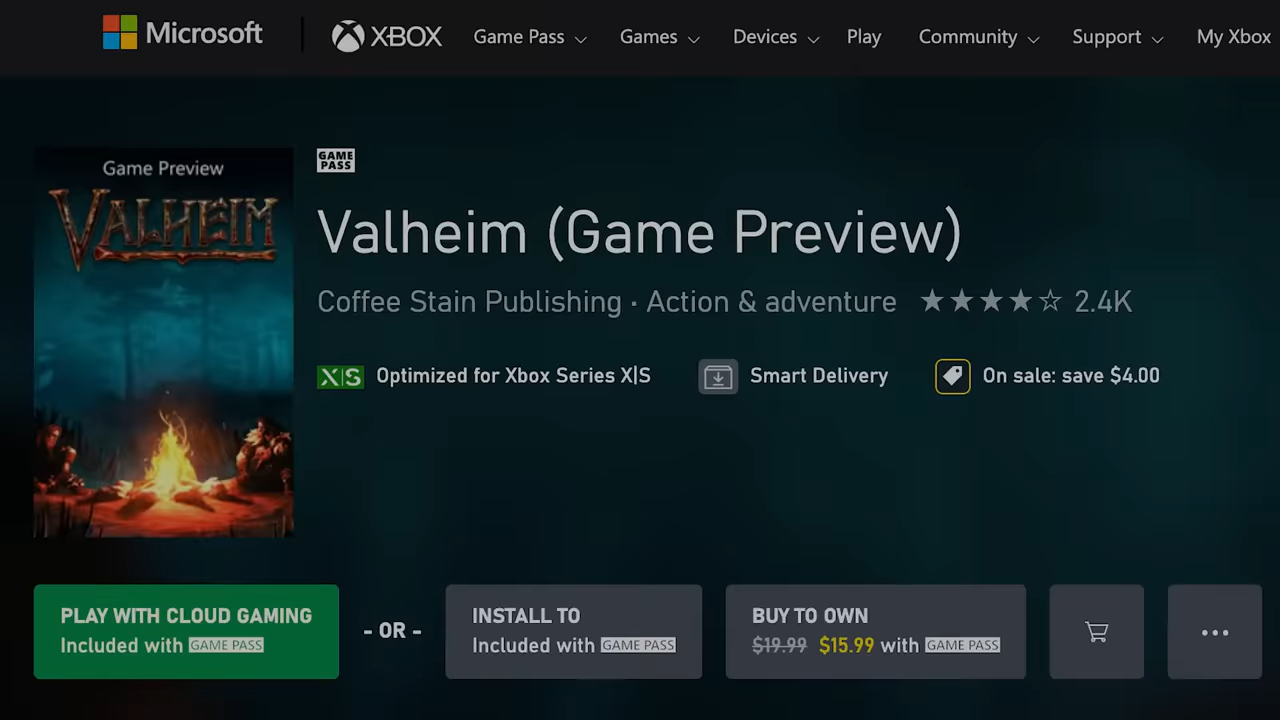 Microsoft XBOX Game Pass Games Devices Play Community Support My Xbox
Game Preview
VALHEIM
GAME PASS
Valheim (Game Preview)
Coffee Stain Publishing · Action & adventure ★★★★☆ 2.4K
X|S Optimized for Xbox Series X|S Smart Delivery On sale: save $4.00
PLAY WITH CLOUD GAMING
Included with GAME PASS
- OR -
INSTALL TO
Included with GAME PASS
BUY TO OWN
$19.99 $15.99 with GAME PASS